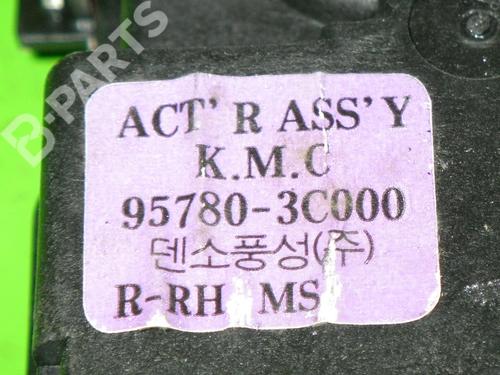 B-PARTS
ACT' R ASS'Y
K.M.C
95780-3C000
덴소풍성(주)
R-RH MS